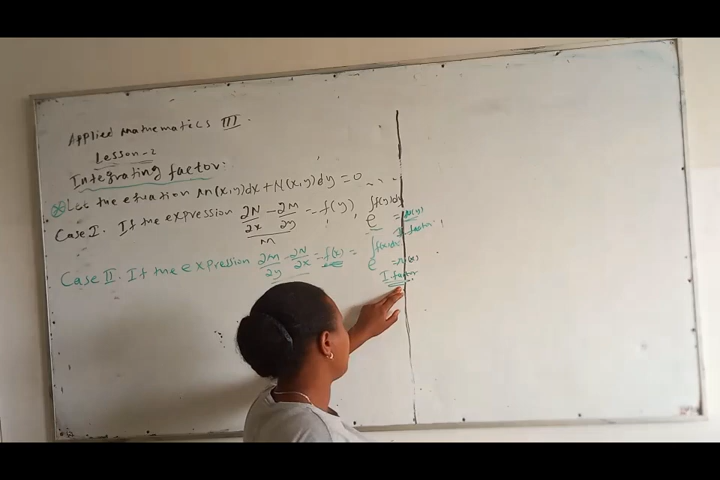 Applied Mathematics III.
Lesson-2
Integrating factor:
Let the equation M(x,y)dx+N(x,y)dy=0 ...
Case I. If the expression (∂N/∂x - ∂M/∂y)/M = f(y), e^∫f(y)dy = μ(y)
I factor
Case II. If the expression ∂M/∂y - ∂N/∂x = f(x) = e^∫f(x)dx = μ(x)
I factor